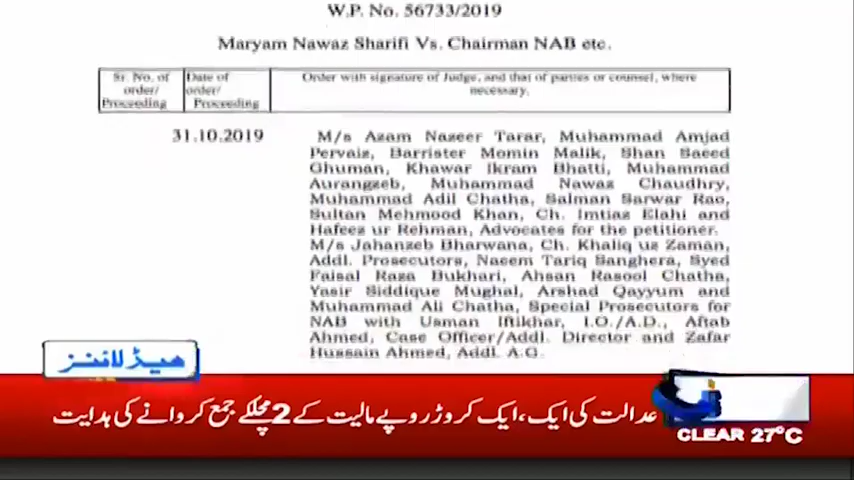 W.P. No. 56733/2019
Maryam Nawaz Sharifi Vs. Chairman NAB etc.
Sr. No. of order/ Proceeding
Date of order/ Proceeding
Order with signature of Judge, and that of parties or counsel, where necessary.
31.10.2019
M/s Azam Nazeer Tarar, Muhammad Amjad
Pervaiz, Barrister Momin Malik, Shan Saeed
Ghuman, Khawar Ikram Bhatti, Muhammad
Aurangzeb, Muhammad Nawaz Chaudhry,
Muhammad Adil Chatha, Salman Sarwar Rao,
Sultan Mehmood Khan, Ch. Imtiaz Elahi and
Hafeez ur Rehman, Advocates for the petitioner.
M/s Jahanzeb Bharwana, Ch. Khaliq uz Zaman,
Addl. Prosecutors, Naeem Tariq Sanghera, Syed
Faisal Raza Bukhari, Ahsan Rasool Chatha,
Yasir Siddique Mughal, Arshad Qayyum and
Muhammad Ali Chatha, Special Prosecutors for
NAB with Usman Iftikhar, I.O./A.D., Aftab
Ahmed, Case Officer/Addl. Director and Zafar
Hussain Ahmed, Addl. A.G.
ہیڈلائنز
عدالت کی ایک، ایک کروڑ روپے مالیت کے 2 مچلکے جمع کروانے کی ہدایت
CLEAR 27°C